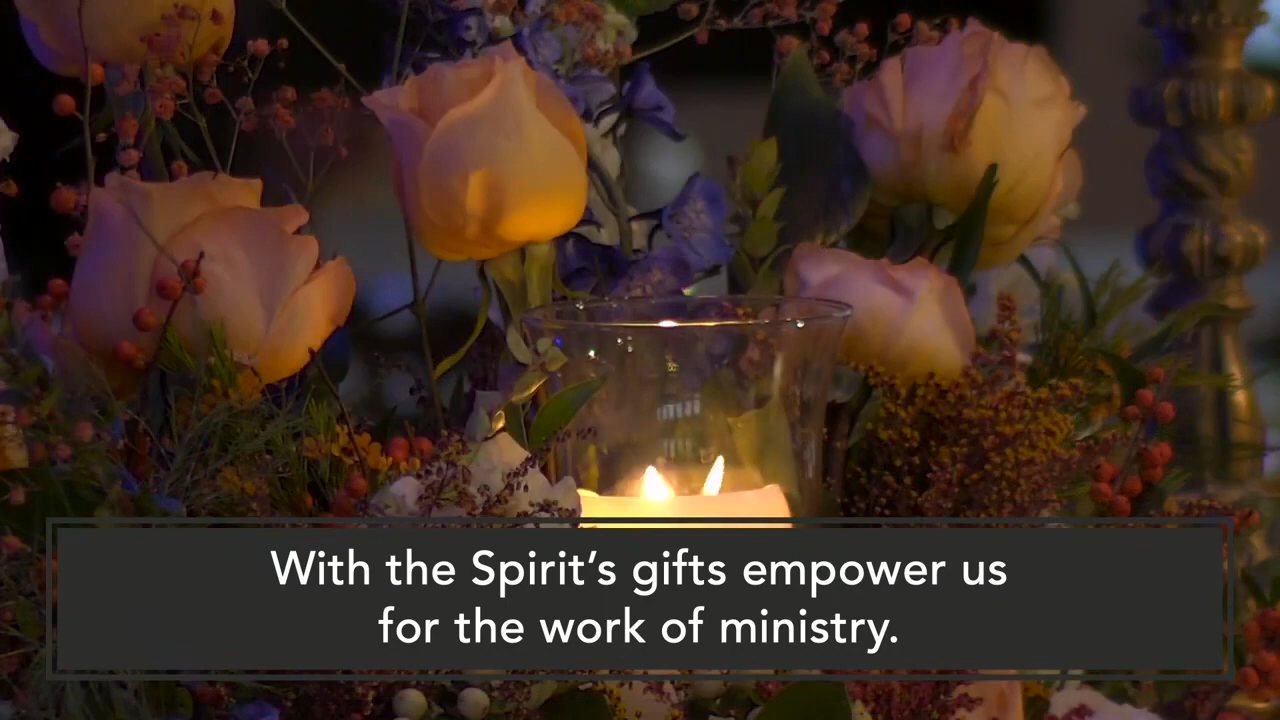 With the Spirit’s gifts empower us
for the work of ministry.